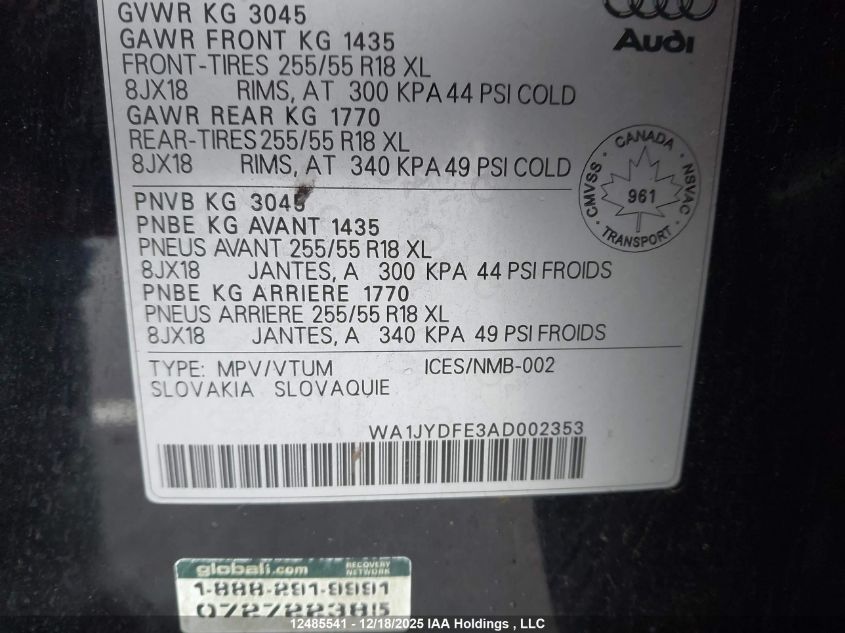 GVWR KG 3045
GAWR FRONT KG 1435
FRONT-TIRES 255/55 R18 XL
8JX18 RIMS, AT 300 KPA 44 PSI COLD
GAWR REAR KG 1770
REAR-TIRES 255/55 R18 XL
8JX18 RIMS, AT 340 KPA 49 PSI COLD
Audi
CANADA
CMVSS NSVAC
961
TRANSPORT
PNVB KG 3045
PNBE KG AVANT 1435
PNEUS AVANT 255/55 R18 XL
8JX18 JANTES, A 300 KPA 44 PSI FROIDS
PNBE KG ARRIERE 1770
PNEUS ARRIERE 255/55 R18 XL
8JX18 JANTES, A 340 KPA 49 PSI FROIDS
TYPE: MPV/VTUM ICES/NMB-002
SLOVAKIA SLOVAQUIE
WA1JYDFE3AD002353
globali.com RECOVERY NETWORK
1-888-291-9991
072722385
12485541 - 12/18/2025 IAA Holdings , LLC